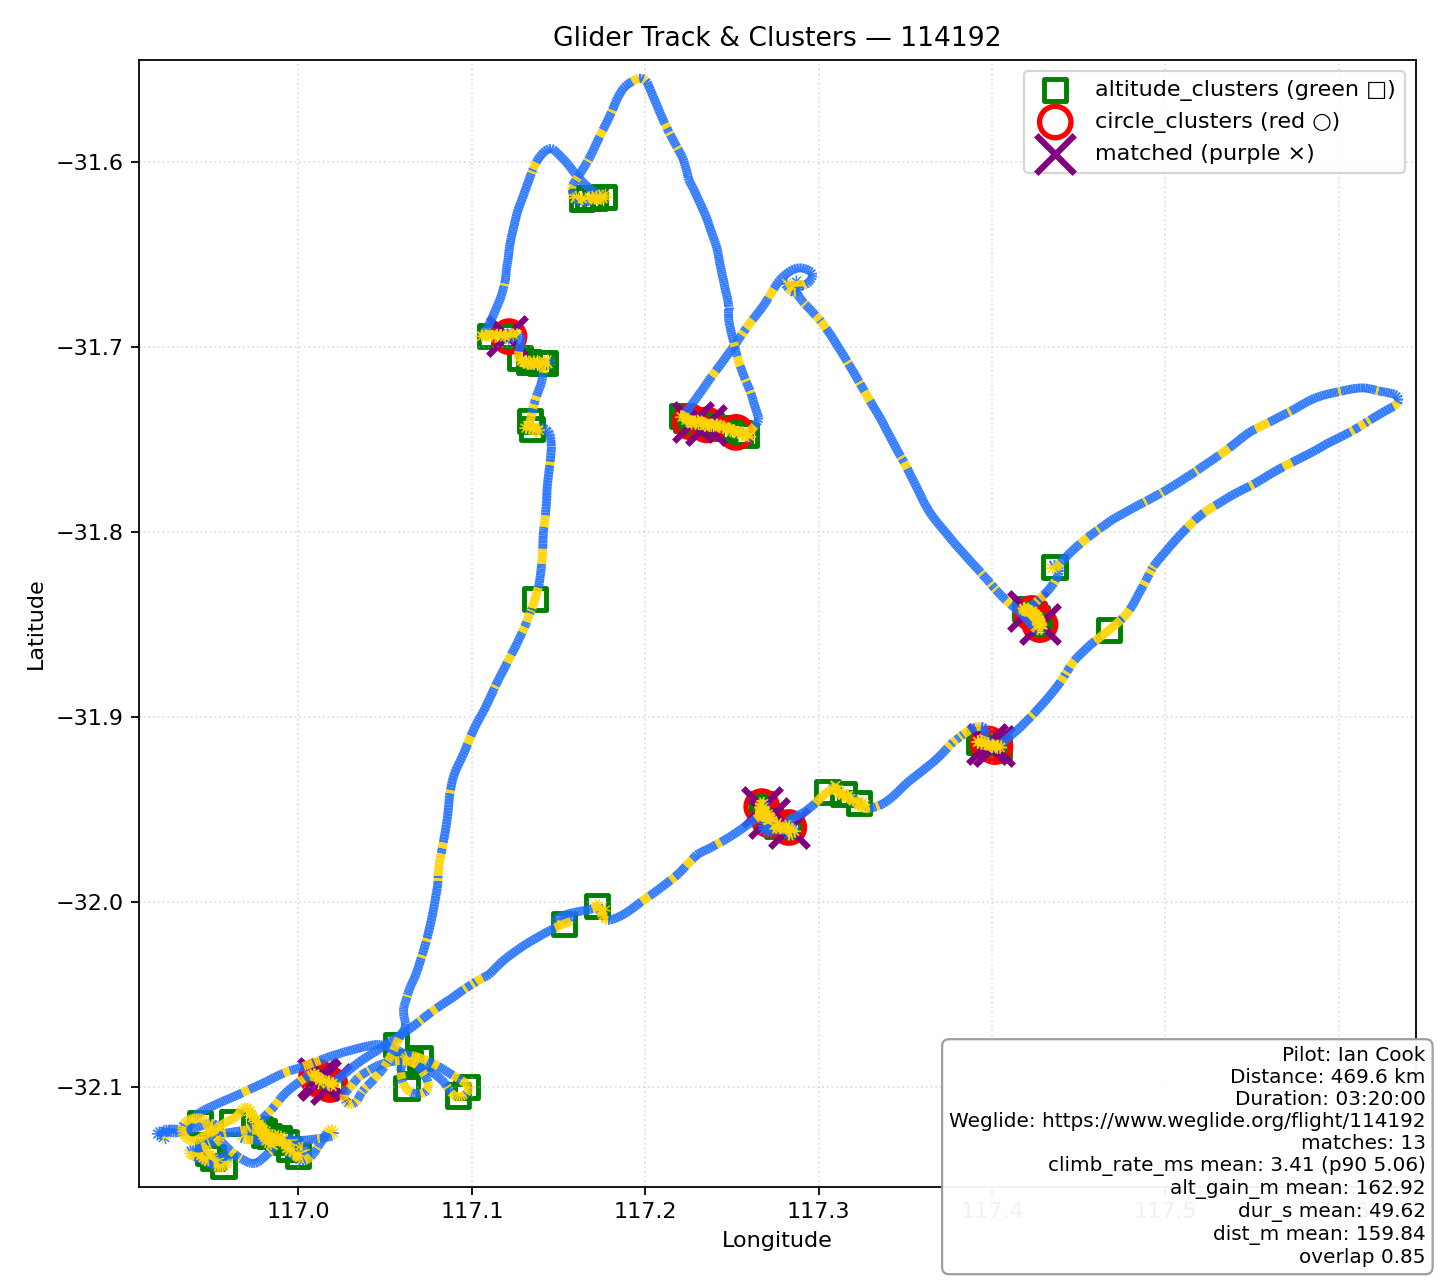 Glider Track & Clusters — 114192
altitude_clusters (green □)
circle_clusters (red ○)
matched (purple ×)
Latitude
−31.6
−31.7
−31.8
−31.9
−32.0
−32.1
117.0
117.1
117.2
117.3
117.4
117.5
Longitude
Pilot: Ian Cook
Distance: 469.6 km
Duration: 03:20:00
Weglide: https://www.weglide.org/flight/114192
matches: 13
climb_rate_ms mean: 3.41 (p90 5.06)
alt_gain_m mean: 162.92
dur_s mean: 49.62
dist_m mean: 159.84
overlap 0.85